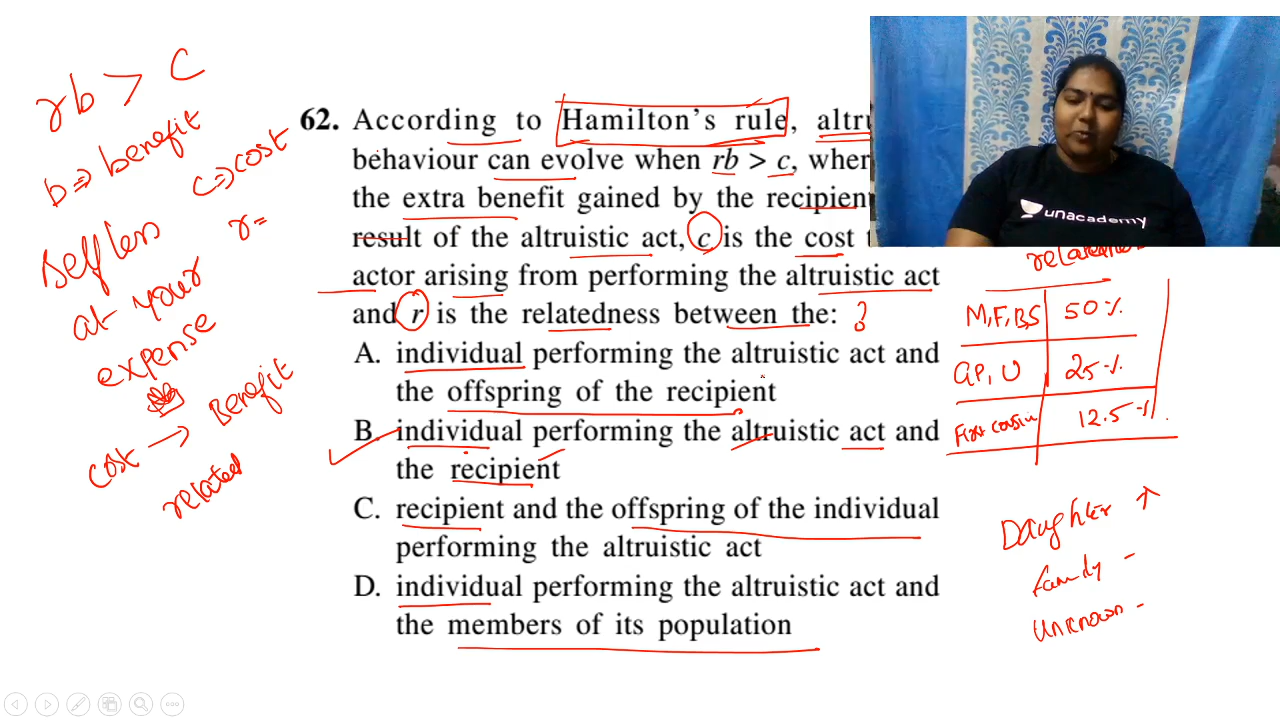 rb > C
b => benefit
c => cost
r =
selfless
at your
expense
cost → Benefit
related
62. According to Hamilton's rule, altru
behaviour can evolve when rb > c, wher
the extra benefit gained by the recipien
result of the altruistic act, c is the cost t
actor arising from performing the altruistic act
and r is the relatedness between the: ?
A. individual performing the altruistic act and
the offspring of the recipient
B. individual performing the altruistic act and
the recipient
C. recipient and the offspring of the individual
performing the altruistic act
D. individual performing the altruistic act and
the members of its population
unacademy
M,F,B,S 50%
GP, U 25%
First cousin 12.5%
Daughter
Family -
Unknown -